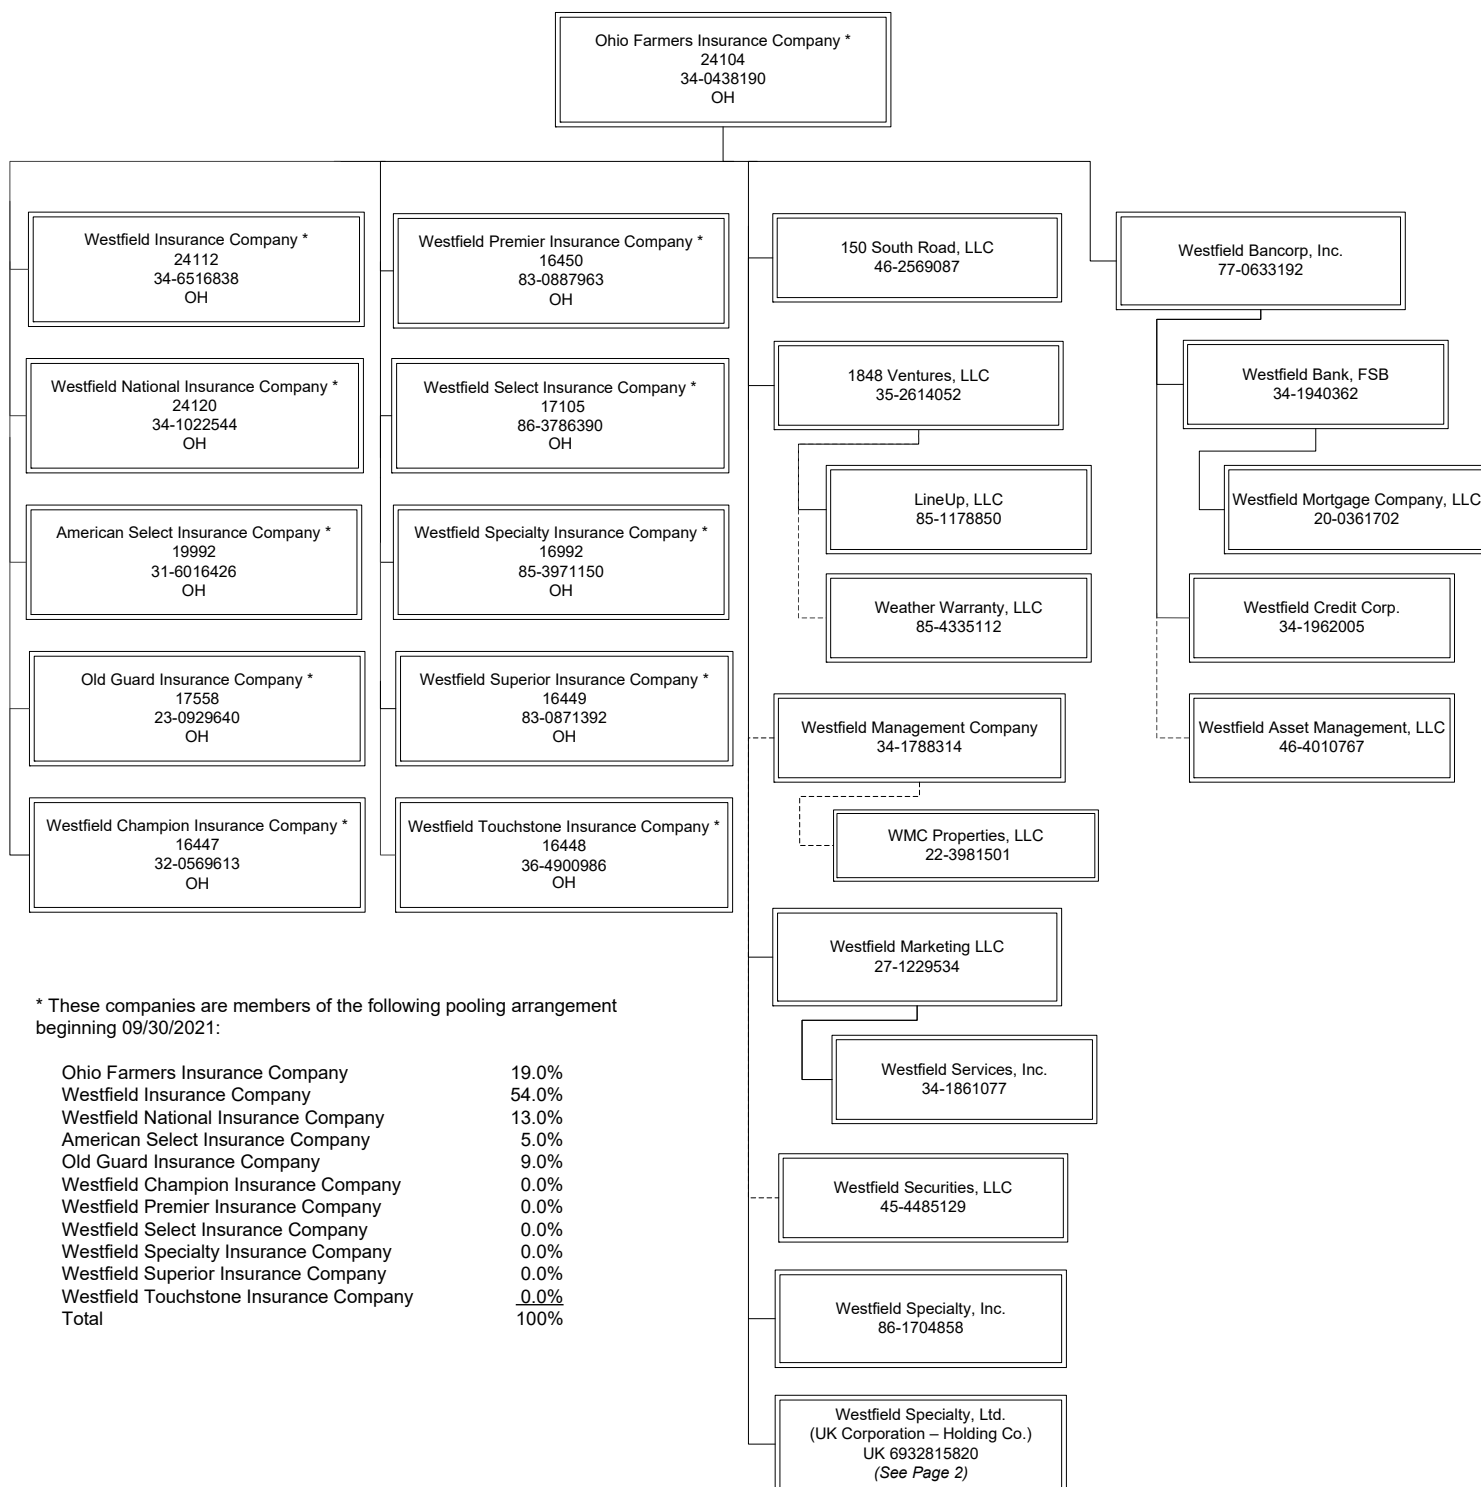 Ohio Farmers Insurance Company *
24104
34-0438190
OH
Westfield Insurance Company *
24112
34-6516838
OH
Westfield National Insurance Company *
24120
34-1022544
OH
American Select Insurance Company *
19992
31-6016426
OH
Old Guard Insurance Company *
17558
23-0929640
OH
Westfield Champion Insurance Company *
16447
32-0569613
OH
Westfield Premier Insurance Company *
16450
83-0887963
OH
Westfield Select Insurance Company *
17105
86-3786390
OH
Westfield Specialty Insurance Company *
16992
85-3971150
OH
Westfield Superior Insurance Company *
16449
83-0871392
OH
Westfield Touchstone Insurance Company *
16448
36-4900986
OH
150 South Road, LLC
46-2569087
1848 Ventures, LLC
35-2614052
LineUp, LLC
85-1178850
Weather Warranty, LLC
85-4335112
Westfield Management Company
34-1788314
WMC Properties, LLC
22-3981501
Westfield Marketing LLC
27-1229534
Westfield Services, Inc.
34-1861077
Westfield Securities, LLC
45-4485129
Westfield Specialty, Inc.
86-1704858
Westfield Specialty, Ltd.
(UK Corporation – Holding Co.)
UK 6932815820
(See Page 2)
Westfield Bancorp, Inc.
77-0633192
Westfield Bank, FSB
34-1940362
Westfield Mortgage Company, LLC
20-0361702
Westfield Credit Corp.
34-1962005
Westfield Asset Management, LLC
46-4010767
* These companies are members of the following pooling arrangement
beginning 09/30/2021:
Ohio Farmers Insurance Company 19.0%
Westfield Insurance Company 54.0%
Westfield National Insurance Company 13.0%
American Select Insurance Company 5.0%
Old Guard Insurance Company 9.0%
Westfield Champion Insurance Company 0.0%
Westfield Premier Insurance Company 0.0%
Westfield Select Insurance Company 0.0%
Westfield Specialty Insurance Company 0.0%
Westfield Superior Insurance Company 0.0%
Westfield Touchstone Insurance Company 0.0%
Total 100%